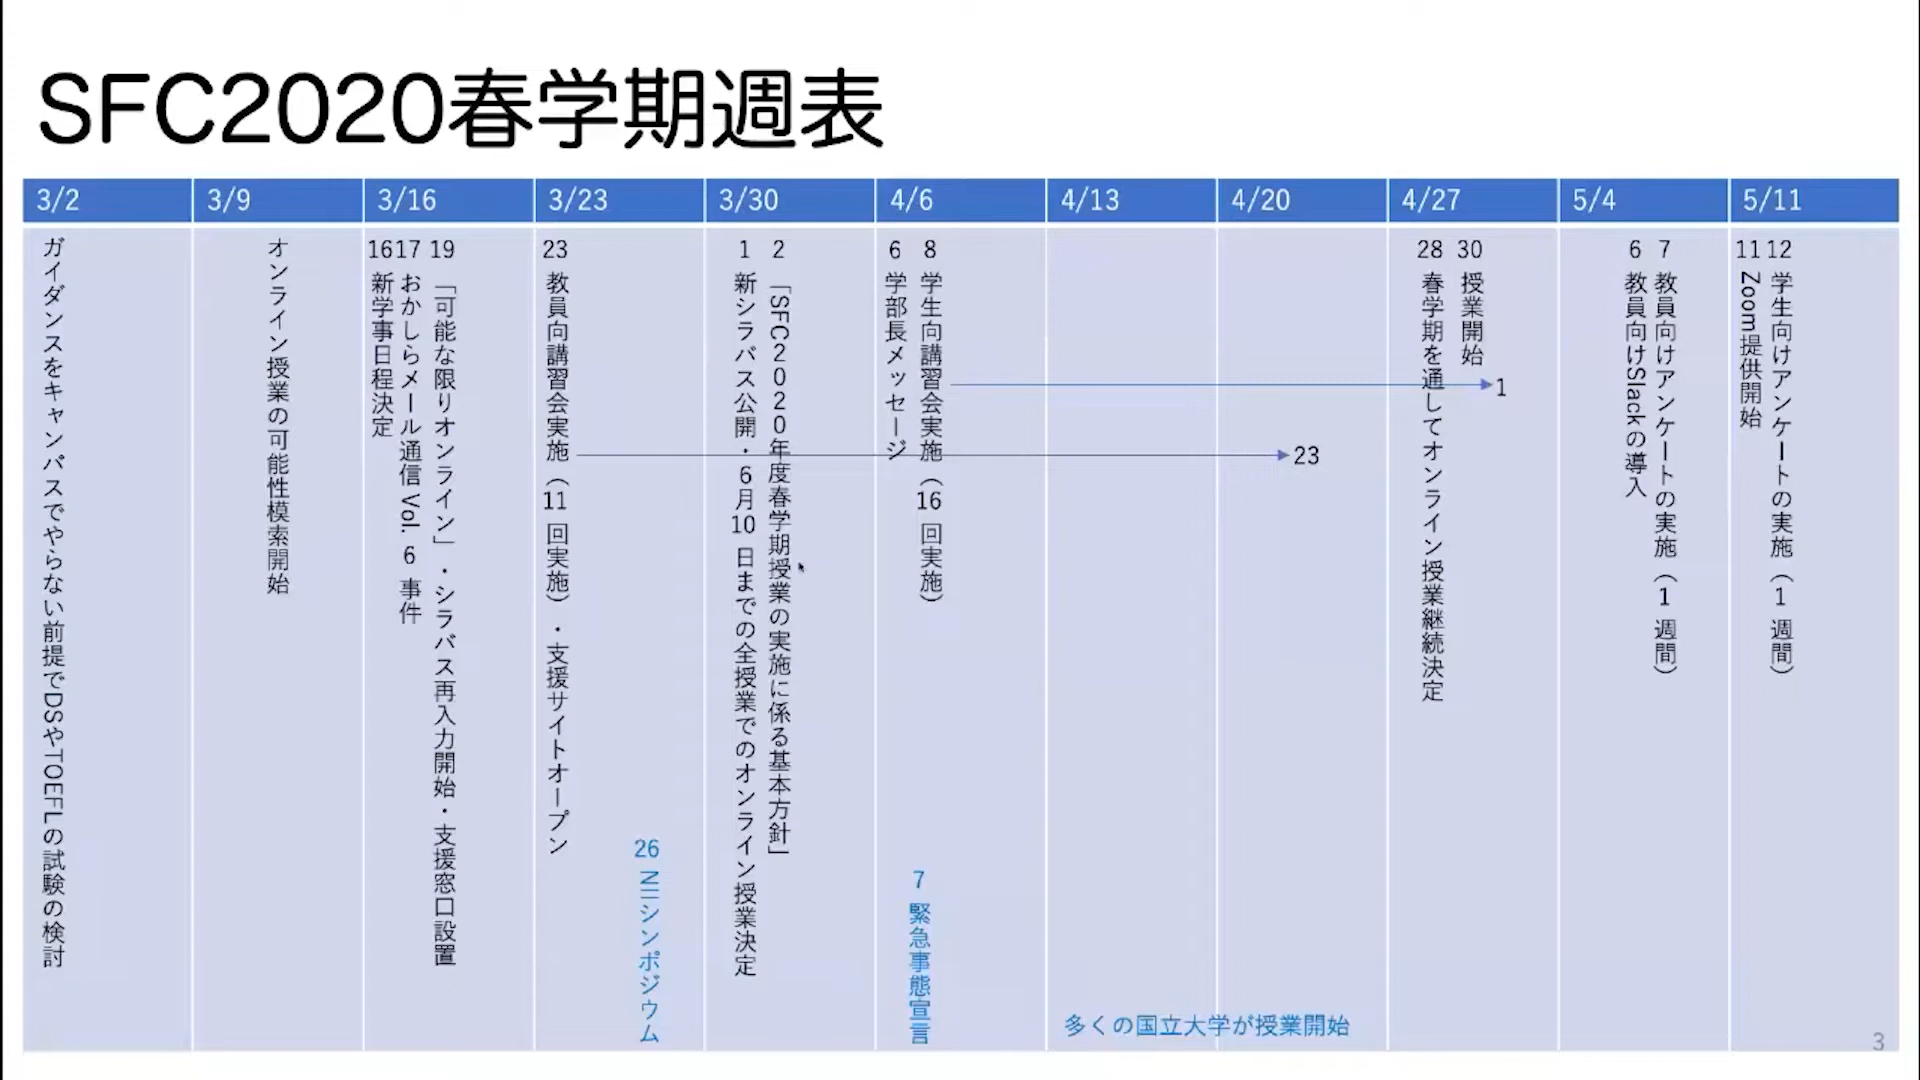 SFC2020春学期週表
3/2
3/9
3/16
3/23
3/30
4/6
4/13
4/20
4/27
5/4
5/11
ガイダンスをキャンパスでやらない前提でDSやTOEFLの試験の検討
オンライン授業の可能性模索開始
16 新学事日程決定
17 おかしらメール通信 Vol. 6 事件
19 「可能な限りオンライン」・シラバス再入力開始・支援窓口設置
23 教員向講習会実施（11 回実施）・支援サイトオープン
23
26 NIIシンポジウム
1 新シラバス公開・6月10 日までの全授業でのオンライン授業決定
2 「SFC2020年度春学期授業の実施に係る基本方針」
6 学部長メッセージ
8 学生向講習会実施（16 回実施）
1
7 緊急事態宣言
多くの国立大学が授業開始
28 春学期を通してオンライン授業継続決定
30 授業開始
6 教員向けSlackの導入
7 教員向けアンケートの実施（1 週間）
11 Zoom提供開始
12 学生向けアンケートの実施（1 週間）
3